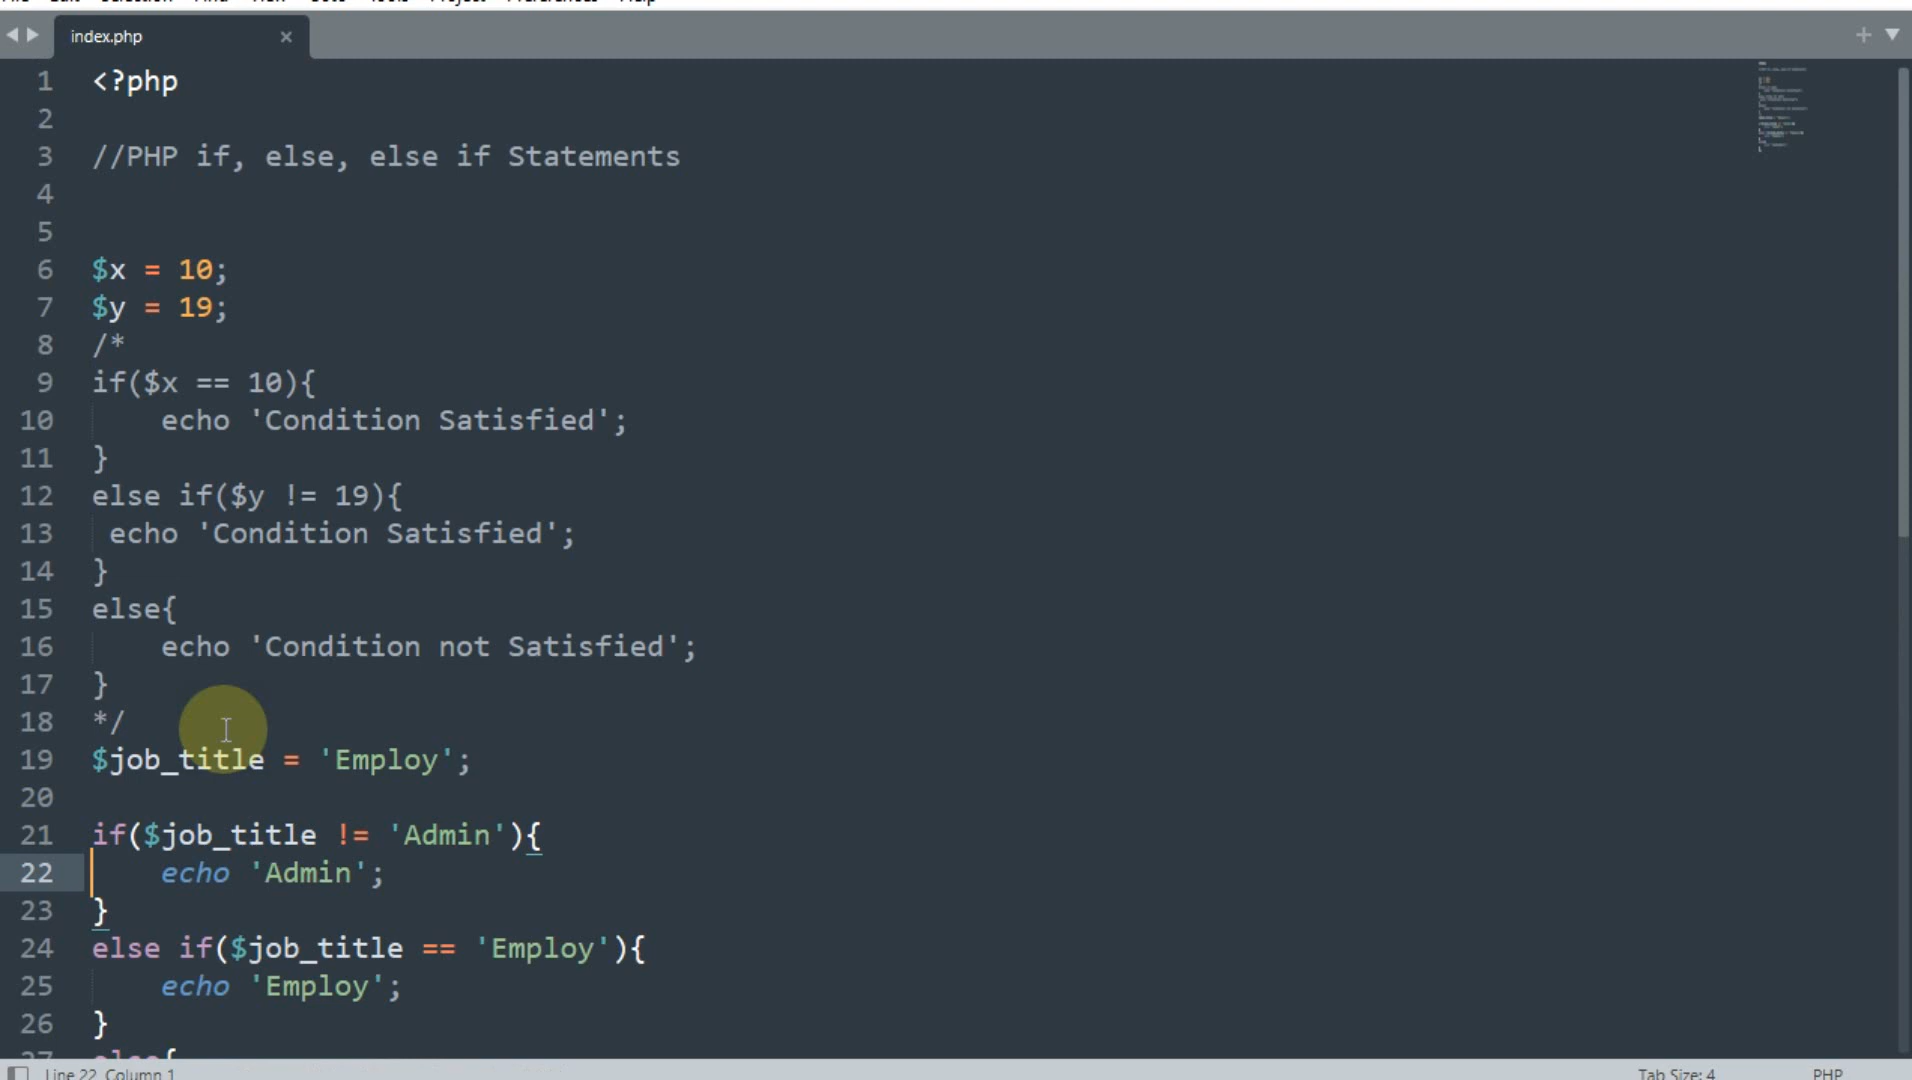 index.php
1 <?php
2
3 //PHP if, else, else if Statements
4
5
6 $x = 10;
7 $y = 19;
8 /*
9 if($x == 10){
10     echo 'Condition Satisfied';
11 }
12 else if($y != 19){
13  echo 'Condition Satisfied';
14 }
15 else{
16     echo 'Condition not Satisfied';
17 }
18 */
19 $job_title = 'Employ';
20
21 if($job_title != 'Admin'){
22     echo 'Admin';
23 }
24 else if($job_title == 'Employ'){
25     echo 'Employ';
26 }
27 else{
Line 22, Column 1
Tab Size: 4
PHP